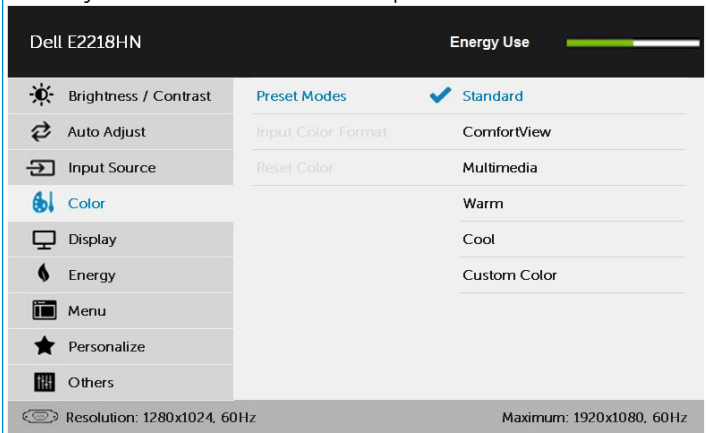 Dell E2218HN Energy Use
Brightness / Contrast Preset Modes Standard
Auto Adjust Input Color Format ComfortView
Input Source Reset Color Multimedia
Color Warm
Display Cool
Energy Custom Color
Menu
Personalize
Others
Resolution: 1280x1024, 60Hz Maximum: 1920x1080, 60Hz